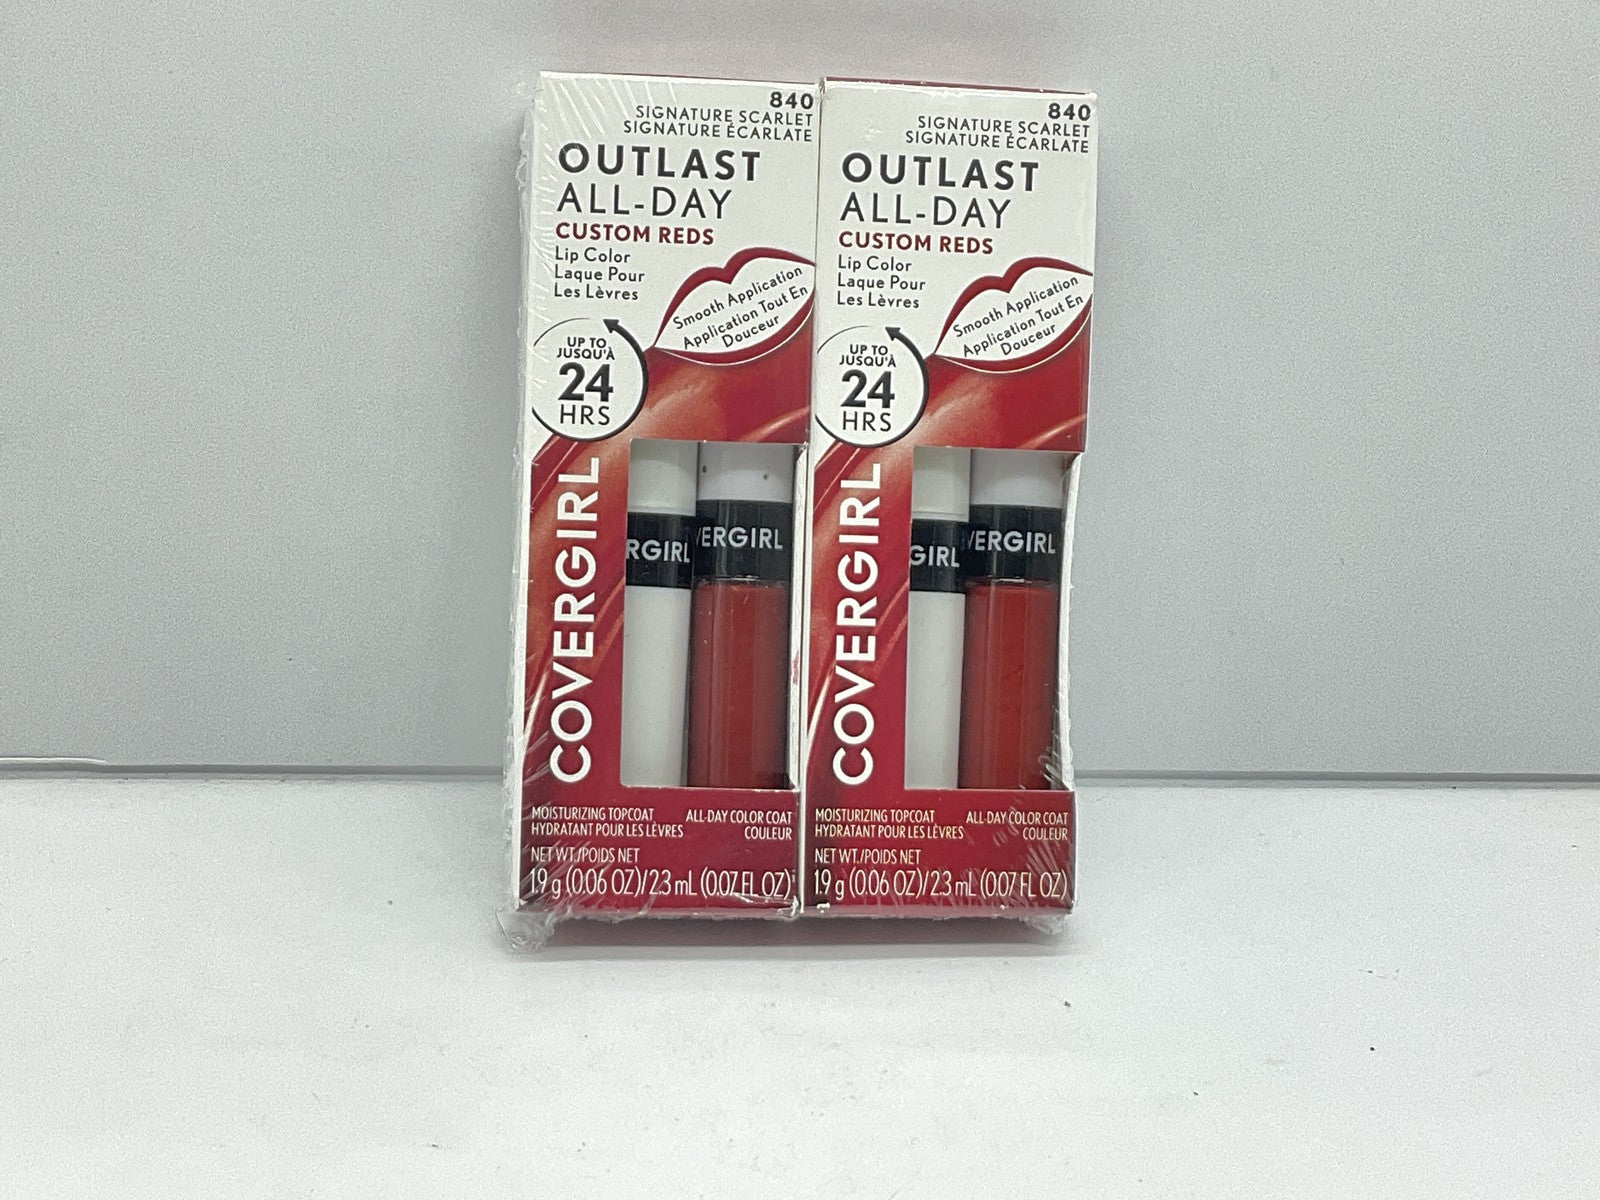 840
SIGNATURE SCARLET
SIGNATURE ÉCARLATE
OUTLAST
ALL-DAY
CUSTOM REDS
Lip Color
Laque Pour
Les Lèvres
Smooth Application
Application Tout En
Douceur
UP TO
JUSQU'À
24
HRS
COVERGIRL
RGIRL
VERGIRL
MOISTURIZING TOPCOAT
HYDRATANT POUR LES LÈVRES
ALL-DAY COLOR COAT
COULEUR
NET WT./POIDS NET
1.9 g (0.06 OZ)/2.3 mL (0.07 FL OZ)
840
SIGNATURE SCARLET
SIGNATURE ÉCARLATE
OUTLAST
ALL-DAY
CUSTOM REDS
Lip Color
Laque Pour
Les Lèvres
Smooth Application
Application Tout En
Douceur
UP TO
JUSQU'À
24
HRS
COVERGIRL
GIRL
VERGIRL
MOISTURIZING TOPCOAT
HYDRATANT POUR LES LÈVRES
ALL-DAY COLOR COAT
COULEUR
NET WT./POIDS NET
1.9 g (0.06 OZ)/2.3 mL (0.07 FL OZ)